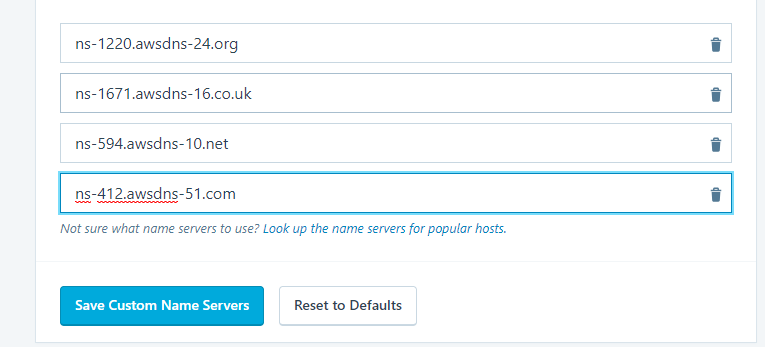 ns-1220.awsdns-24.org
ns-1671.awsdns-16.co.uk
ns-594.awsdns-10.net
ns-412.awsdns-51.com
Not sure what name servers to use? Look up the name servers for popular hosts.
Save Custom Name Servers
Reset to Defaults